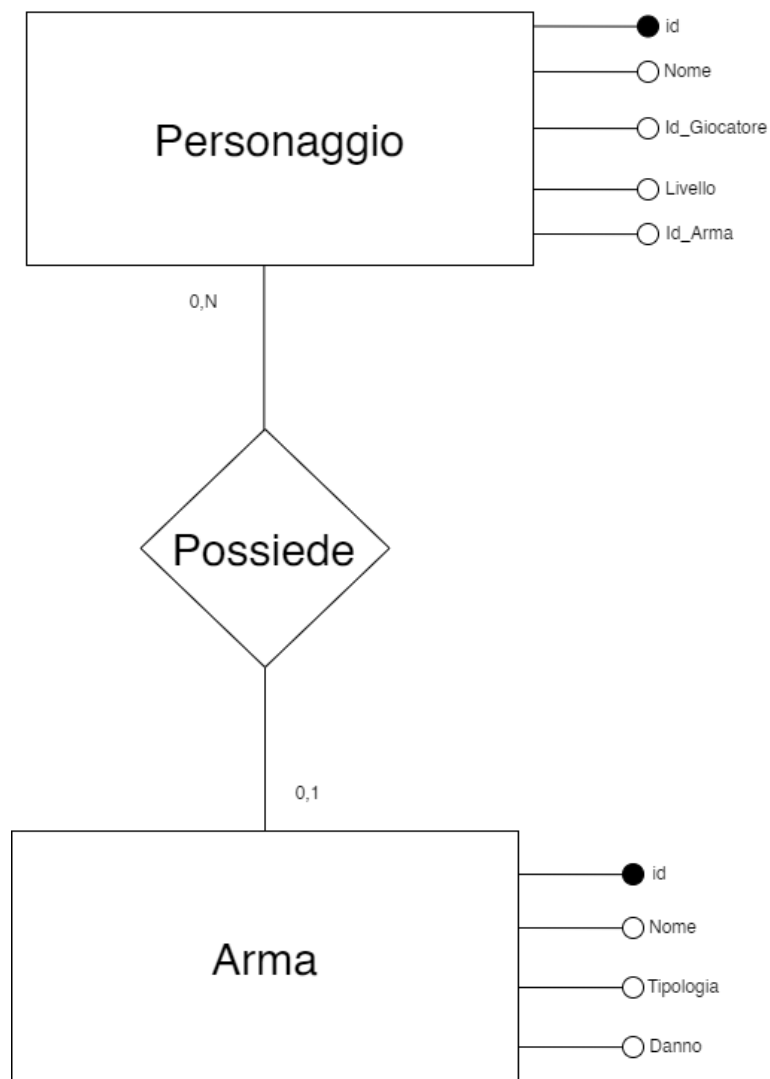 id
Nome
Personaggio
Id_Giocatore
Livello
Id_Arma
0,N
Possiede
0,1
id
Nome
Arma
Tipologia
Danno